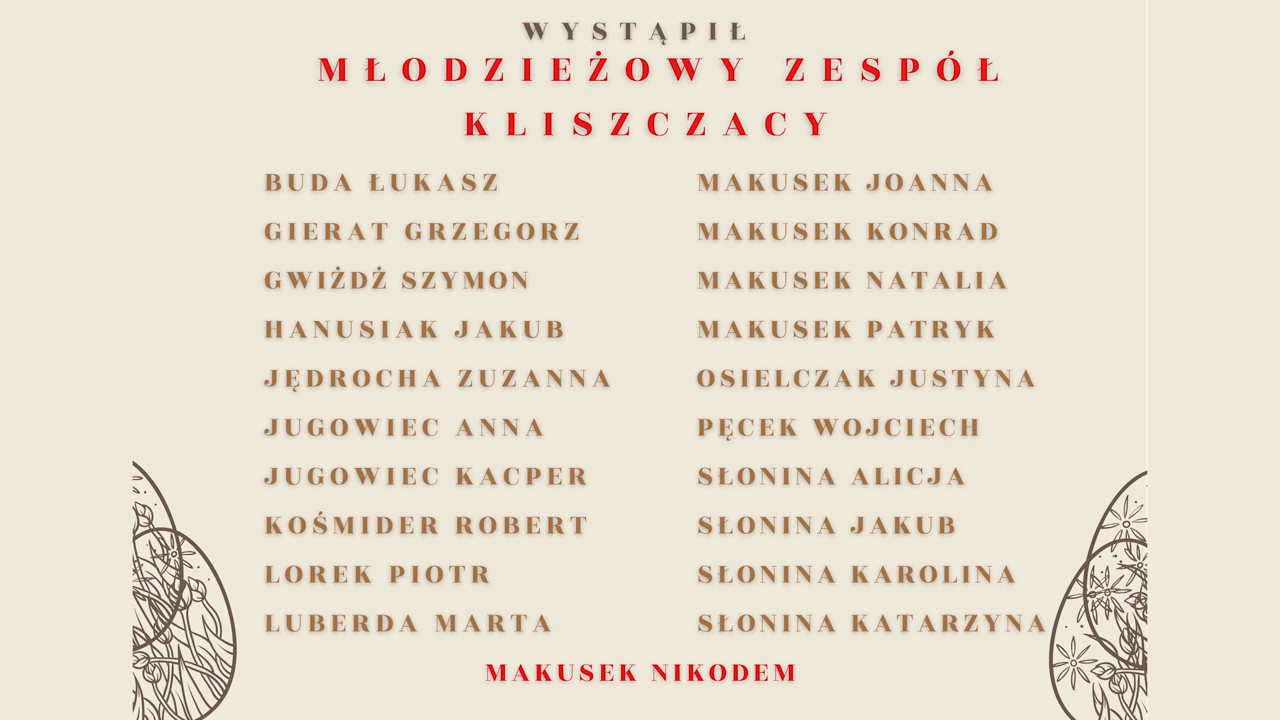 WYSTĄPIŁ
MŁODZIEŻOWY ZESPÓŁ
KLISZCZACY
BUDA ŁUKASZ
GIERAT GRZEGORZ
GWIŻDŻ SZYMON
HANUSIAK JAKUB
JĘDROCHA ZUZANNA
JUGOWIEC ANNA
JUGOWIEC KACPER
KOŚMIDER ROBERT
LOREK PIOTR
LUBERDA MARTA
MAKUSEK JOANNA
MAKUSEK KONRAD
MAKUSEK NATALIA
MAKUSEK PATRYK
OSIELCZAK JUSTYNA
PĘCEK WOJCIECH
SŁONINA ALICJA
SŁONINA JAKUB
SŁONINA KAROLINA
SŁONINA KATARZYNA
MAKUSEK NIKODEM